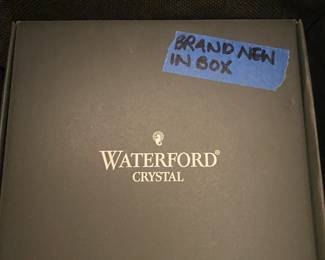 BRAND NEW
IN BOX
WATERFORD®
CRYSTAL